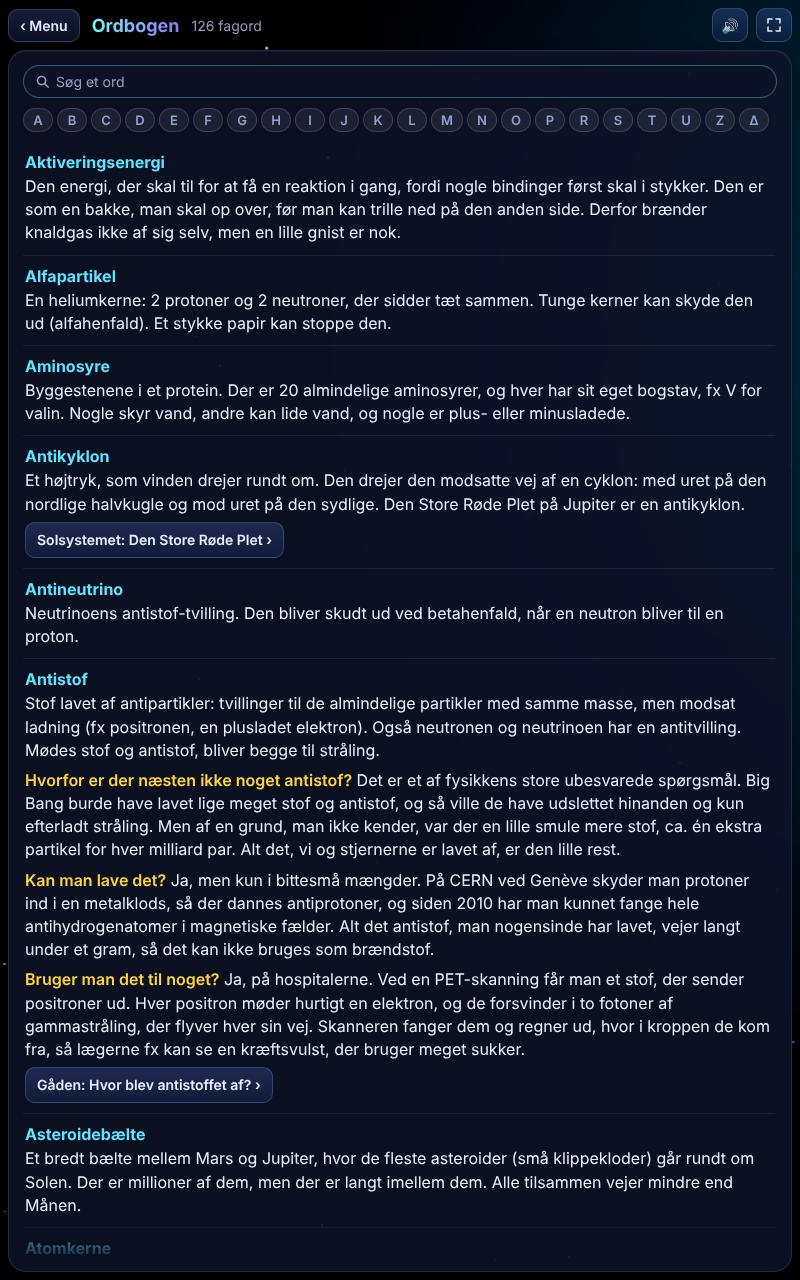 ‹ Menu Ordbogen 126 fagord
Søg et ord
A B C D E F G H I J K L M N O P R S T U Z Δ
Aktiveringsenergi
Den energi, der skal til for at få en reaktion i gang, fordi nogle bindinger først skal i stykker. Den er
som en bakke, man skal op over, før man kan trille ned på den anden side. Derfor brænder
knaldgas ikke af sig selv, men en lille gnist er nok.
Alfapartikel
En heliumkerne: 2 protoner og 2 neutroner, der sidder tæt sammen. Tunge kerner kan skyde den
ud (alfahenfald). Et stykke papir kan stoppe den.
Aminosyre
Byggestenene i et protein. Der er 20 almindelige aminosyrer, og hver har sit eget bogstav, fx V for
valin. Nogle skyr vand, andre kan lide vand, og nogle er plus- eller minusladede.
Antikyklon
Et højtryk, som vinden drejer rundt om. Den drejer den modsatte vej af en cyklon: med uret på den
nordlige halvkugle og mod uret på den sydlige. Den Store Røde Plet på Jupiter er en antikyklon.
Solsystemet: Den Store Røde Plet ›
Antineutrino
Neutrinoens antistof-tvilling. Den bliver skudt ud ved betahenfald, når en neutron bliver til en
proton.
Antistof
Stof lavet af antipartikler: tvillinger til de almindelige partikler med samme masse, men modsat
ladning (fx positronen, en plusladet elektron). Også neutronen og neutrinoen har en antitvilling.
Mødes stof og antistof, bliver begge til stråling.
Hvorfor er der næsten ikke noget antistof? Det er et af fysikkens store ubesvarede spørgsmål. Big
Bang burde have lavet lige meget stof og antistof, og så ville de have udslettet hinanden og kun
efterladt stråling. Men af en grund, man ikke kender, var der en lille smule mere stof, ca. én ekstra
partikel for hver milliard par. Alt det, vi og stjernerne er lavet af, er den lille rest.
Kan man lave det? Ja, men kun i bittesmå mængder. På CERN ved Genève skyder man protoner
ind i en metalklods, så der dannes antiprotoner, og siden 2010 har man kunnet fange hele
antihydrogenatomer i magnetiske fælder. Alt det antistof, man nogensinde har lavet, vejer langt
under et gram, så det kan ikke bruges som brændstof.
Bruger man det til noget? Ja, på hospitalerne. Ved en PET-skanning får man et stof, der sender
positroner ud. Hver positron møder hurtigt en elektron, og de forsvinder i to fotoner af
gammastråling, der flyver hver sin vej. Skanneren fanger dem og regner ud, hvor i kroppen de kom
fra, så lægerne fx kan se en kræftsvulst, der bruger meget sukker.
Gåden: Hvor blev antistoffet af? ›
Asteroidebælte
Et bredt bælte mellem Mars og Jupiter, hvor de fleste asteroider (små klippekloder) går rundt om
Solen. Der er millioner af dem, men der er langt imellem dem. Alle tilsammen vejer mindre end
Månen.
Atomkerne